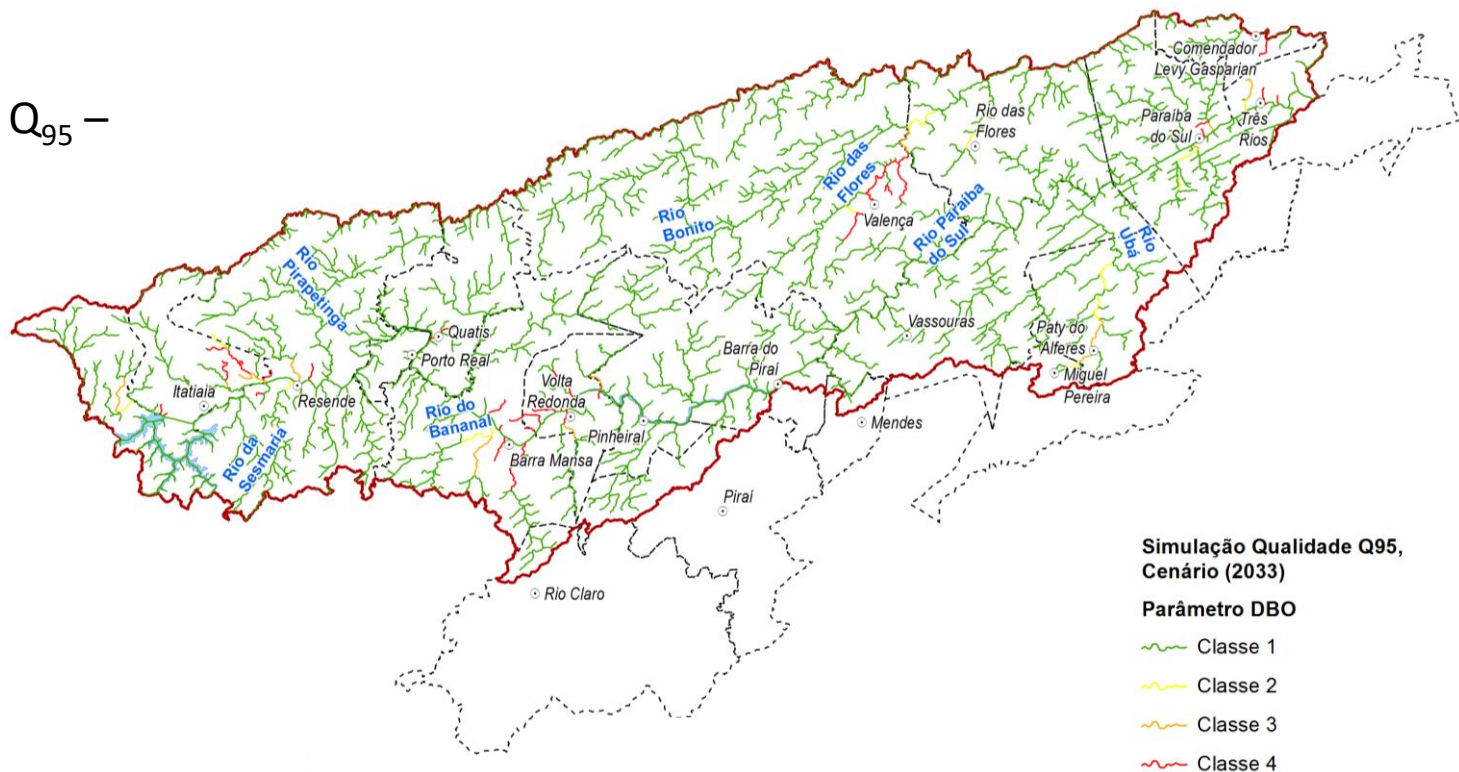 Q₉₅ –
Comendador
Levy Gasparian
Rio das
Flores
Paraíba
do Sul
Três
Rios
Rio das
Flores
Valença
Rio
Bonito
Rio Paraíba
do Sul
Rio
Ubá
Rio
Pirapetinga
Quatis
Porto Real
Vassouras
Paty do
Alferes
Miguel
Pereira
Barra do
Piraí
Itatiaia
Resende
Volta
Redonda
Rio do
Bananal
Pinheiral
Barra Mansa
Mendes
Rio da
Sesmaria
Piraí
Rio Claro
Simulação Qualidade Q95,
Cenário (2033)
Parâmetro DBO
Classe 1
Classe 2
Classe 3
Classe 4